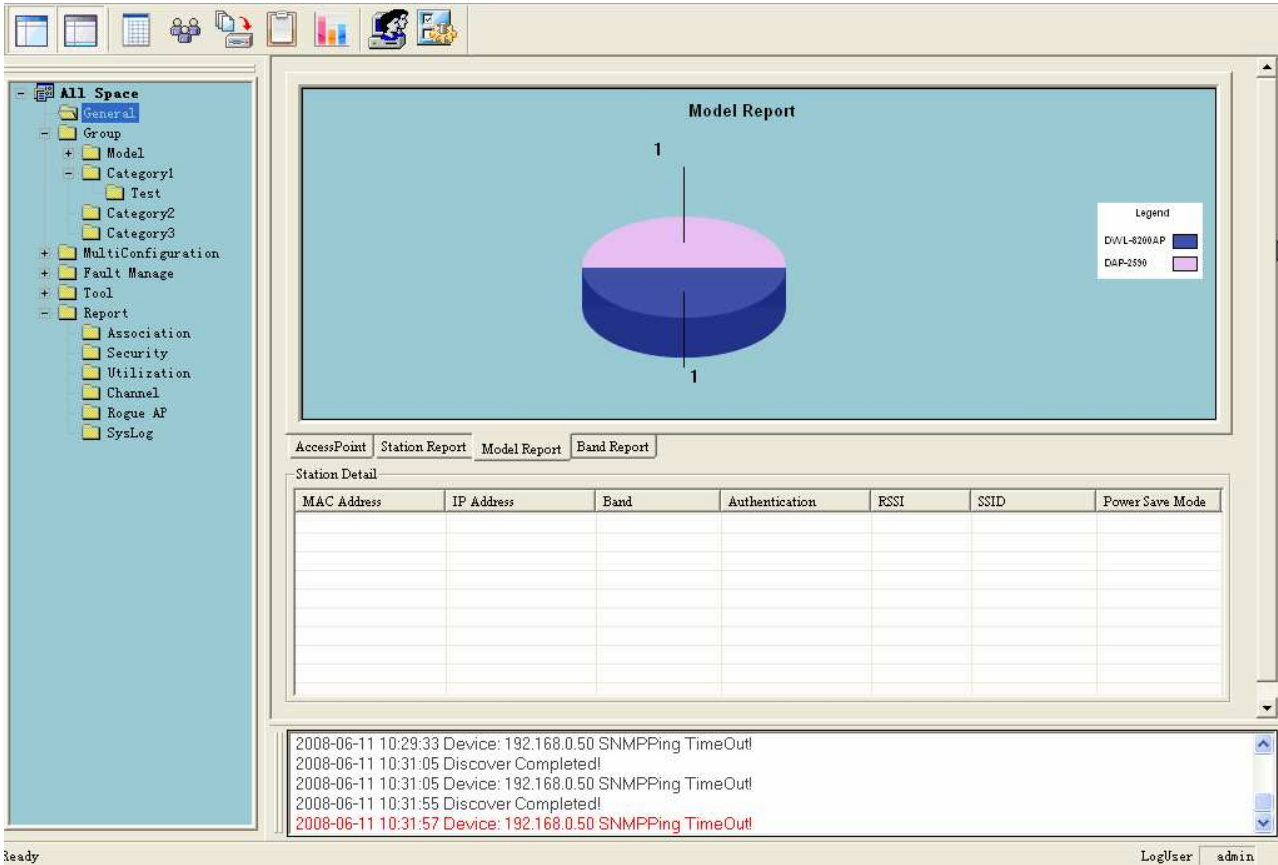 All Space
General
Group
Model
Category1
Test
Category2
Category3
MultiConfiguration
Fault Manage
Tool
Report
Association
Security
Utilization
Channel
Rogue AP
SysLog
Model Report
1
1
Legend
DWL-8200AP
DAP-2590
AccessPoint Station Report Model Report Band Report
Station Detail
MAC Address IP Address Band Authentication RSSI SSID Power Save Mode
2008-06-11 10:29:33 Device: 192.168.0.50 SNMPPing TimeOut!
2008-06-11 10:31:05 Discover Completed!
2008-06-11 10:31:05 Device: 192.168.0.50 SNMPPing TimeOut!
2008-06-11 10:31:55 Discover Completed!
2008-06-11 10:31:57 Device: 192.168.0.50 SNMPPing TimeOut!
Ready LogUser admin